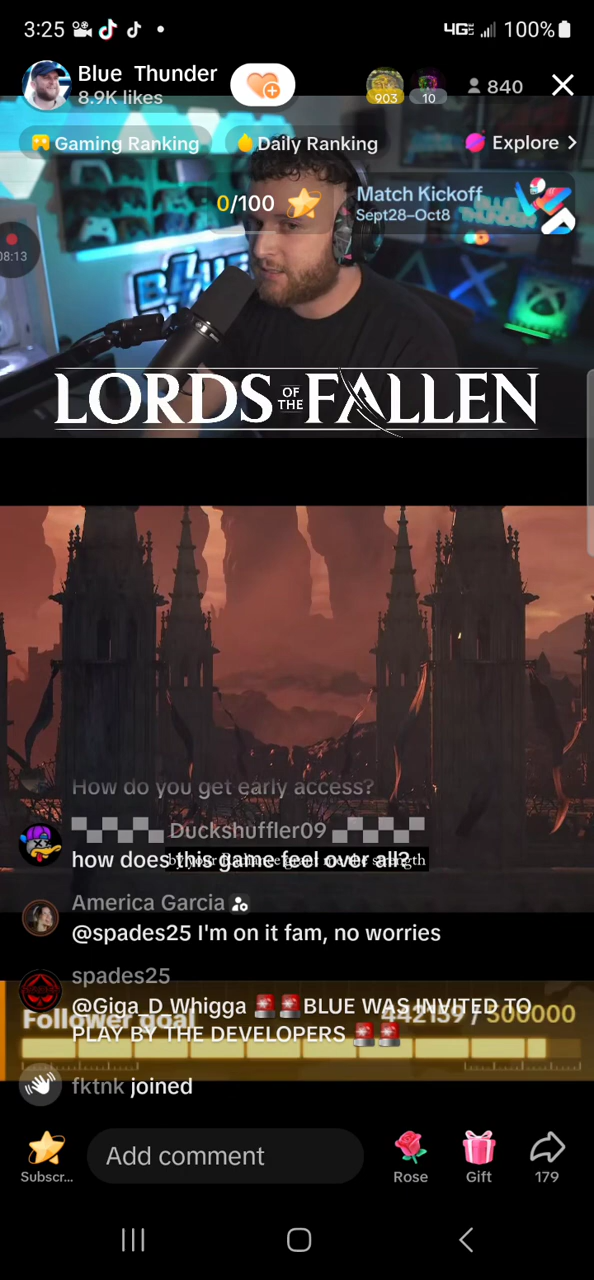 3:25
4G
100%
Blue Thunder
8.9K likes
903
10
840
Gaming Ranking
Daily Ranking
Explore >
0/100
Match Kickoff
Sept28–Oct8
08:13
BLUE
LORDS OF THE FALLEN
How do you get early access?
Duckshuffler09
how does this game feel over all?
strength
America Garcia
@spades25 I'm on it fam, no worries
spades25
@Giga_D_Whigga 🚨🚨BLUE WAS INVITED TO
PLAY BY THE DEVELOPERS 🚨🚨
Follower goal
442139 / 500000
fktnk joined
Subscr...
Add comment
Rose
Gift
179